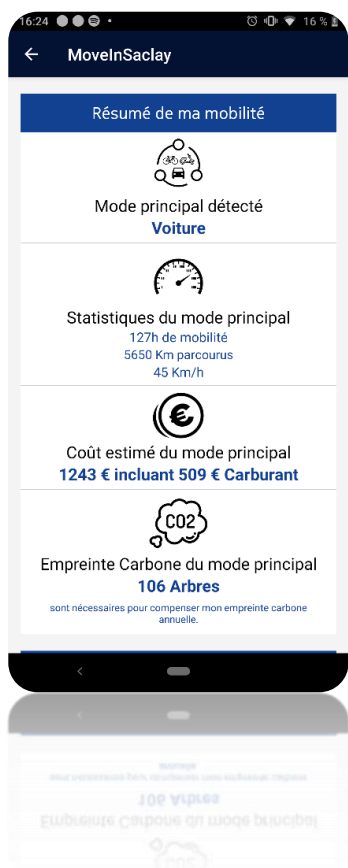 16:24
16 %
MoveInSaclay
Résumé de ma mobilité
Mode principal détecté
Voiture
Statistiques du mode principal
127h de mobilité
5650 Km parcourus
45 Km/h
Coût estimé du mode principal
1243 € incluant 509 € Carburant
CO2
Empreinte Carbone du mode principal
106 Arbres
sont nécessaires pour compenser mon empreinte carbone
annuelle.